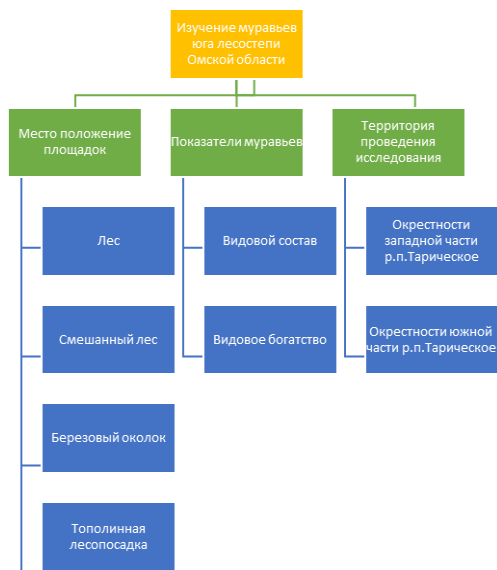 Изучение муравьев
юга лесостепи
Омской области
Место положение
площадок
Показатели муравьев
Территория
проведения
исследования
Лес
Видовой состав
Окрестности
западной части
р.п.Тарическое
Смешанный лес
Видовое богатство
Окрестности южной
части р.п.Тарическое
Березовый околок
Тополинная
лесопосадка